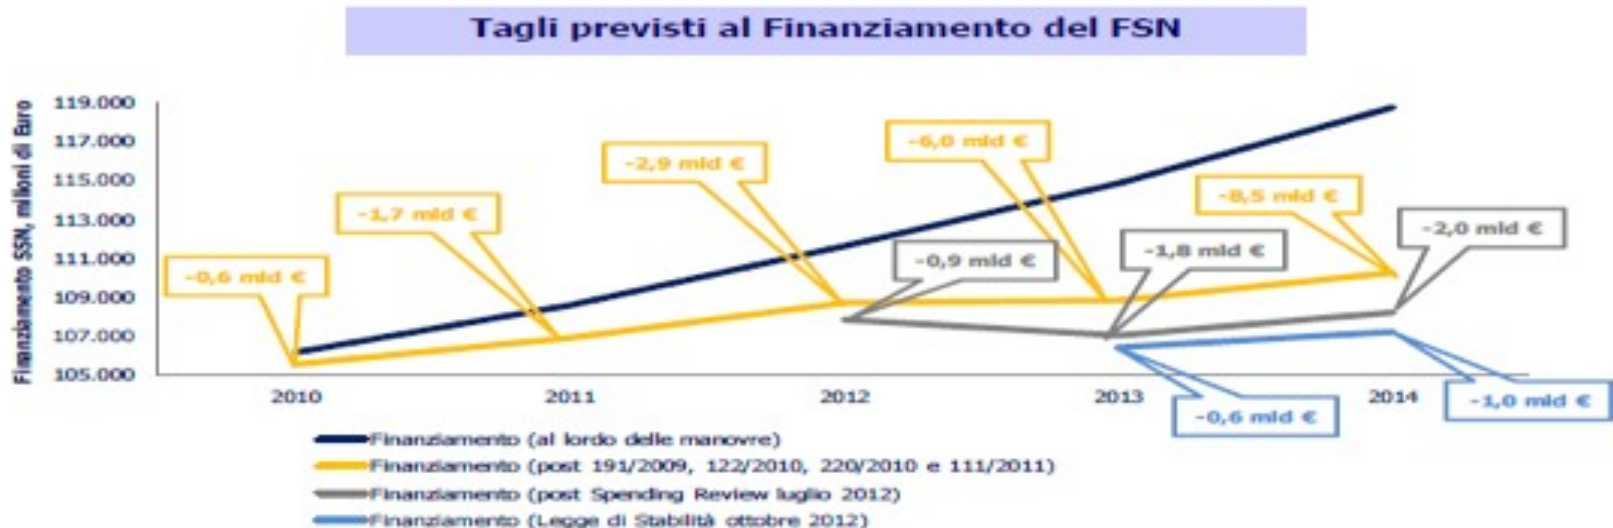 Tagli previsti al Finanziamento del FSN
Finanziamento SSN, milioni di Euro
119.000
117.000
115.000
113.000
111.000
109.000
107.000
105.000
-0,6 mld €
-1,7 mld €
-2,9 mld €
-6,0 mld €
-8,5 mld €
-0,9 mld €
-1,8 mld €
-2,0 mld €
-0,6 mld €
-1,0 mld €
2010
2011
2012
2013
2014
Finanziamento (al lordo delle manovre)
Finanziamento (post 191/2009, 122/2010, 220/2010 e 111/2011)
Finanziamento (post Spending Review luglio 2012)
Finanziamento (Legge di Stabilità ottobre 2012)